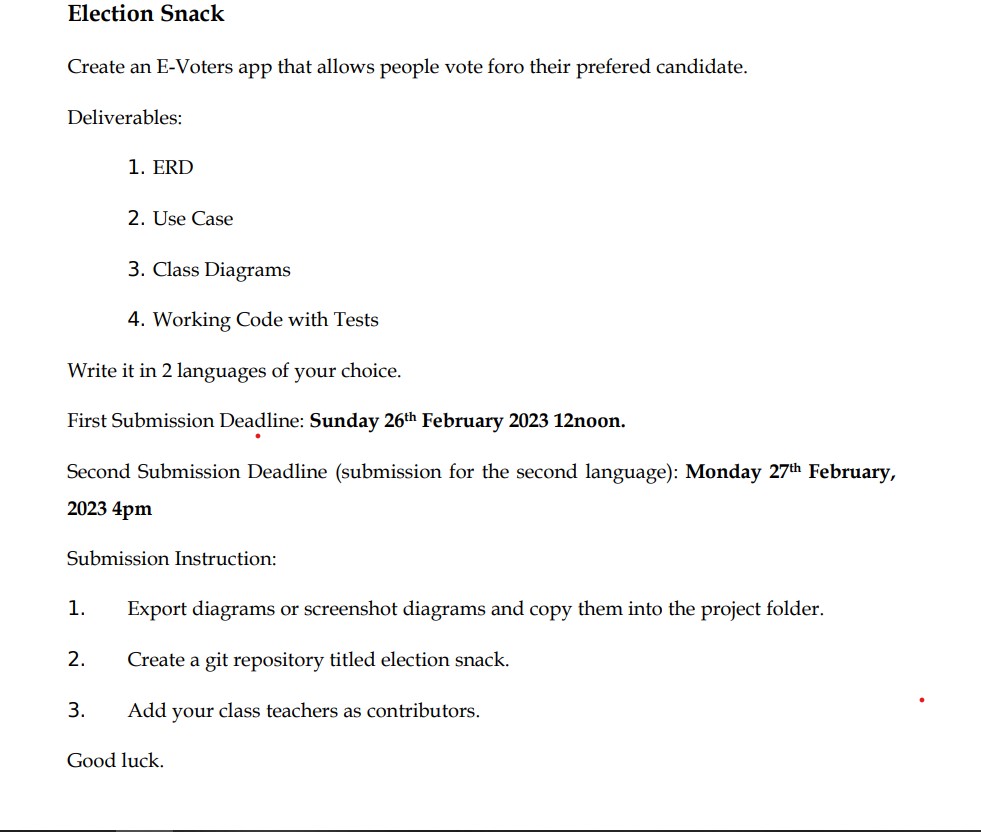 Election Snack
Create an E-Voters app that allows people vote foro their prefered candidate.
Deliverables:
1. ERD
2. Use Case
3. Class Diagrams
4. Working Code with Tests
Write it in 2 languages of your choice.
First Submission Deadline: Sunday 26th February 2023 12noon.
Second Submission Deadline (submission for the second language): Monday 27th February,
2023 4pm
Submission Instruction:
1. Export diagrams or screenshot diagrams and copy them into the project folder.
2. Create a git repository titled election snack.
3. Add your class teachers as contributors.
Good luck.